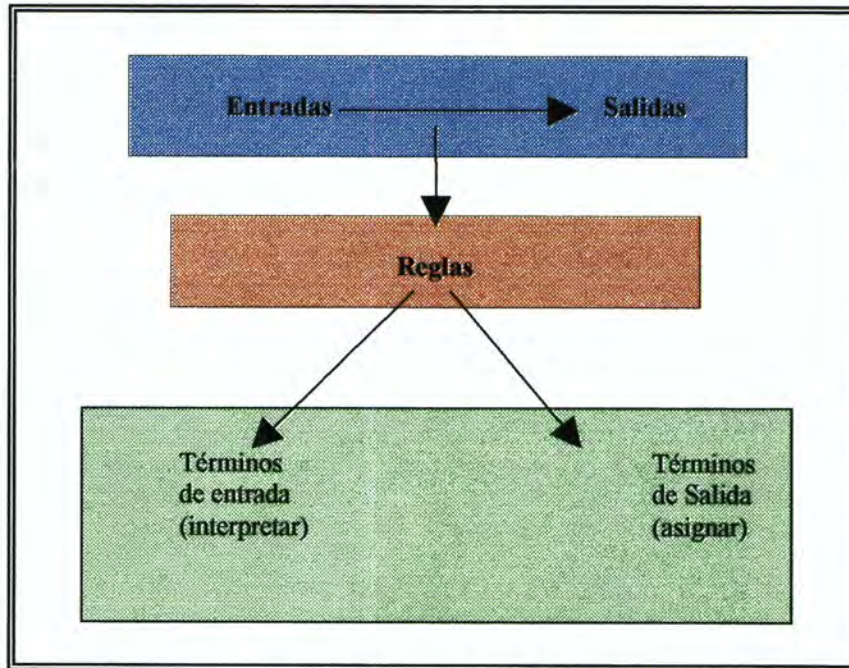 Entradas Salidas
Reglas
Términos
de entrada
(interpretar)
Términos
de Salida
(asignar)